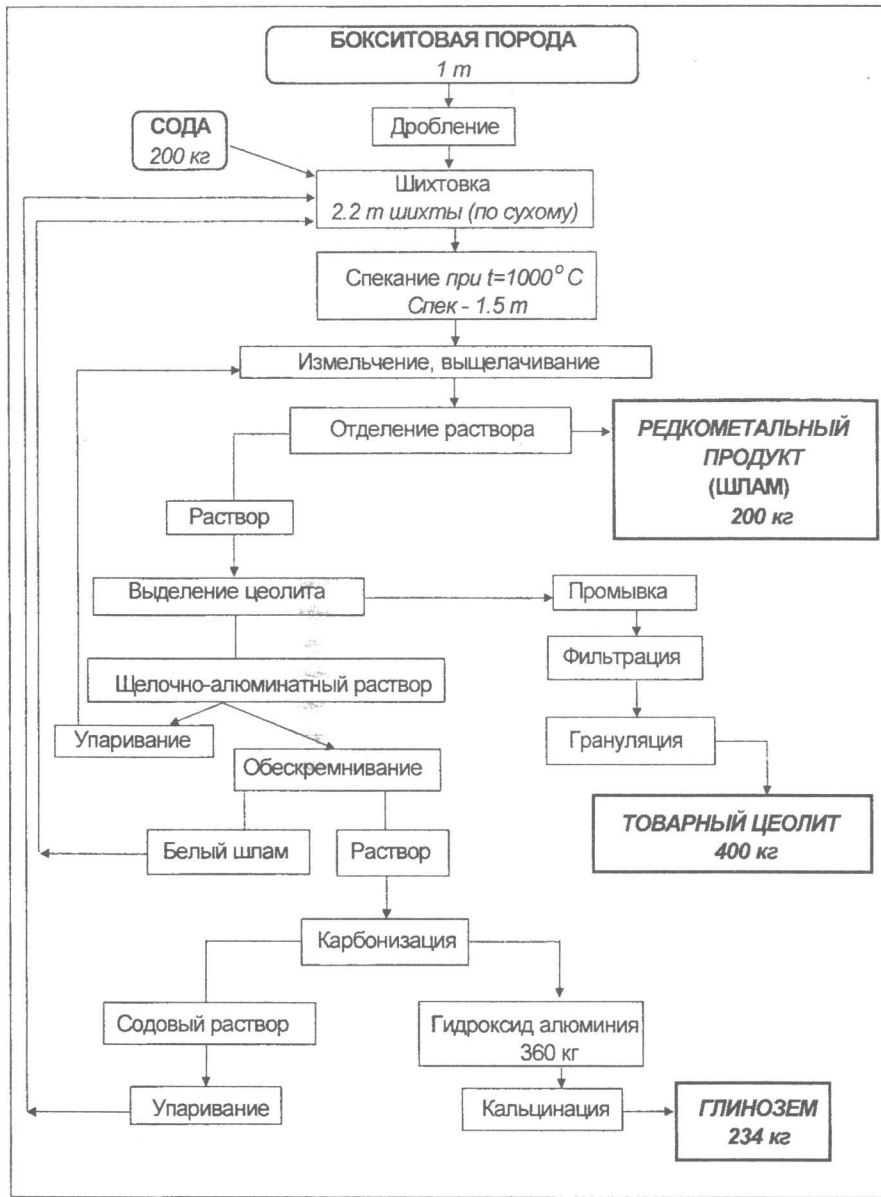 БОКСИТОВАЯ ПОРОДА
1 т
Дробление
СОДА
200 кг
Шихтовка
2.2 т шихты (по сухому)
Спекание при t=1000° С
Спек - 1.5 т
Измельчение, выщелачивание
Отделение раствора
РЕДКОМЕТАЛЬНЫЙ
ПРОДУКТ
(ШЛАМ)
200 кг
Раствор
Выделение цеолита
Промывка
Фильтрация
Щелочно-алюминатный раствор
Упаривание
Грануляция
Обескремнивание
ТОВАРНЫЙ ЦЕОЛИТ
400 кг
Белый шлам
Раствор
Карбонизация
Содовый раствор
Гидроксид алюминия
360 кг
Упаривание
Кальцинация
ГЛИНОЗЕМ
234 кг